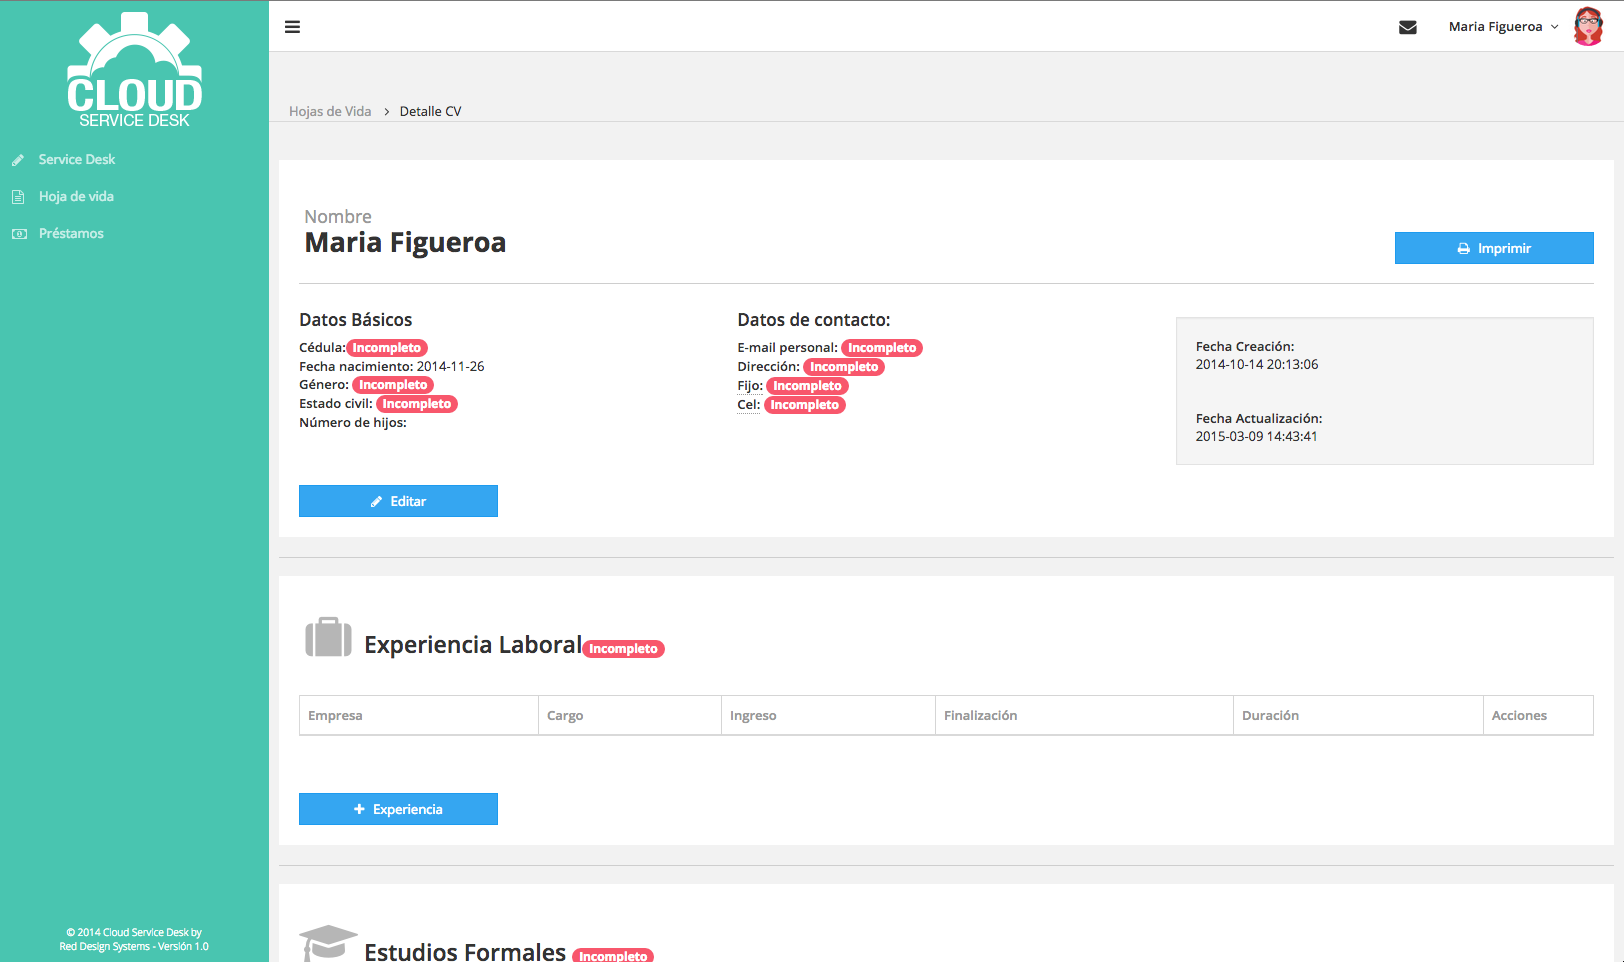 CLOUD
SERVICE DESK
Service Desk
Hoja de vida
Préstamos
© 2014 Cloud Service Desk by
Red Design Systems - Versión 1.0
Maria Figueroa
Hojas de Vida > Detalle CV
Nombre
Maria Figueroa
Imprimir
Datos Básicos
Cédula: Incompleto
Fecha nacimiento: 2014-11-26
Género: Incompleto
Estado civil: Incompleto
Número de hijos:
Datos de contacto:
E-mail personal: Incompleto
Dirección: Incompleto
Fijo: Incompleto
Cel: Incompleto
Fecha Creación:
2014-10-14 20:13:06
Fecha Actualización:
2015-03-09 14:43:41
Editar
Experiencia Laboral Incompleto
Empresa Cargo Ingreso Finalización Duración Acciones
Experiencia
Estudios Formales Incompleto